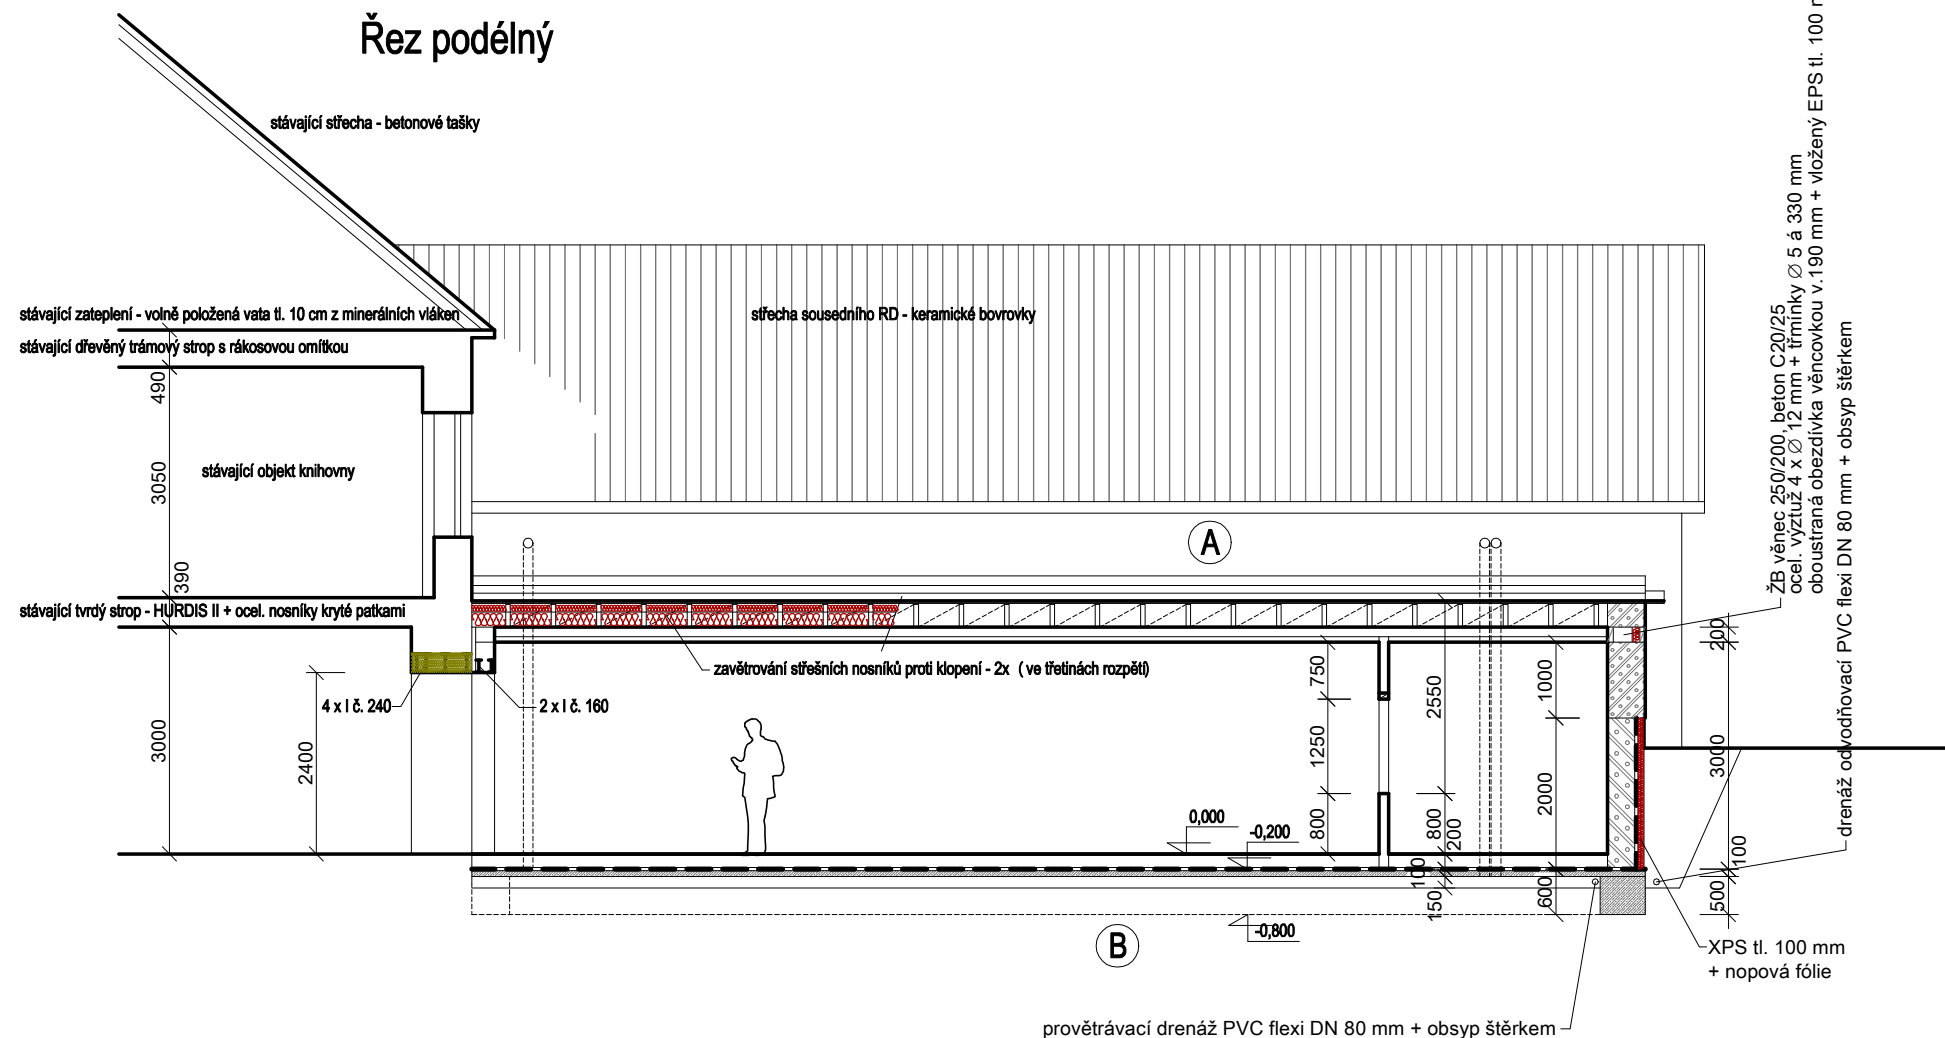 Řez podélný
stávající střecha - betonové tašky
stávající zateplení - volně položená vata tl. 10 cm z minerálních vláken
střecha sousedního RD - keramické bovrovky
stávající dřevěný trámový strop s rákosovou omítkou
490
3050
stávající objekt knihovny
390
stávající tvrdý strop - HURDIS II + ocel. nosníky kryté patkami
A
ŽB věnec 250/200, beton C20/25
ocel. výztuž 4 x ∅ 12 mm + třmínky ∅ 5 á 330 mm
oboustraná obezdívka věncovkou v.190 mm + vložený EPS tl. 100
drenáž odvodňovací PVC flexi DN 80 mm + obsyp štěrkem
zavětrování střešních nosníků proti klopení - 2x ( ve třetinách rozpětí)
4 x I č. 240
2 x I č. 160
3000
2400
750
1250
800
2550
800
200
100
150
1000
2000
600
200
3000
100
500
0,000
-0,200
-0,800
B
XPS tl. 100 mm
+ nopová fólie
provětrávací drenáž PVC flexi DN 80 mm + obsyp štěrkem